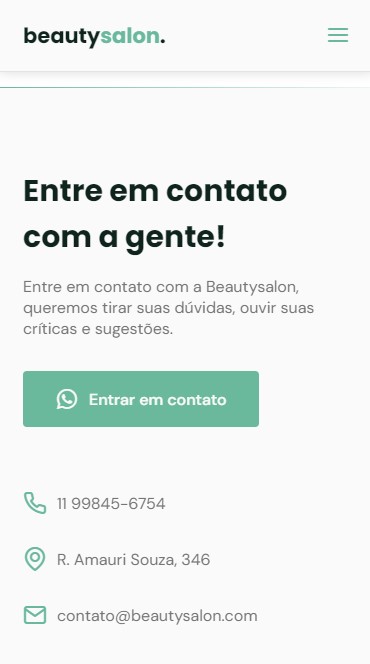 beautysalon.
Entre em contato
com a gente!
Entre em contato com a Beautysalon,
queremos tirar suas dúvidas, ouvir suas
críticas e sugestões.
Entrar em contato
11 99845-6754
R. Amauri Souza, 346
contato@beautysalon.com